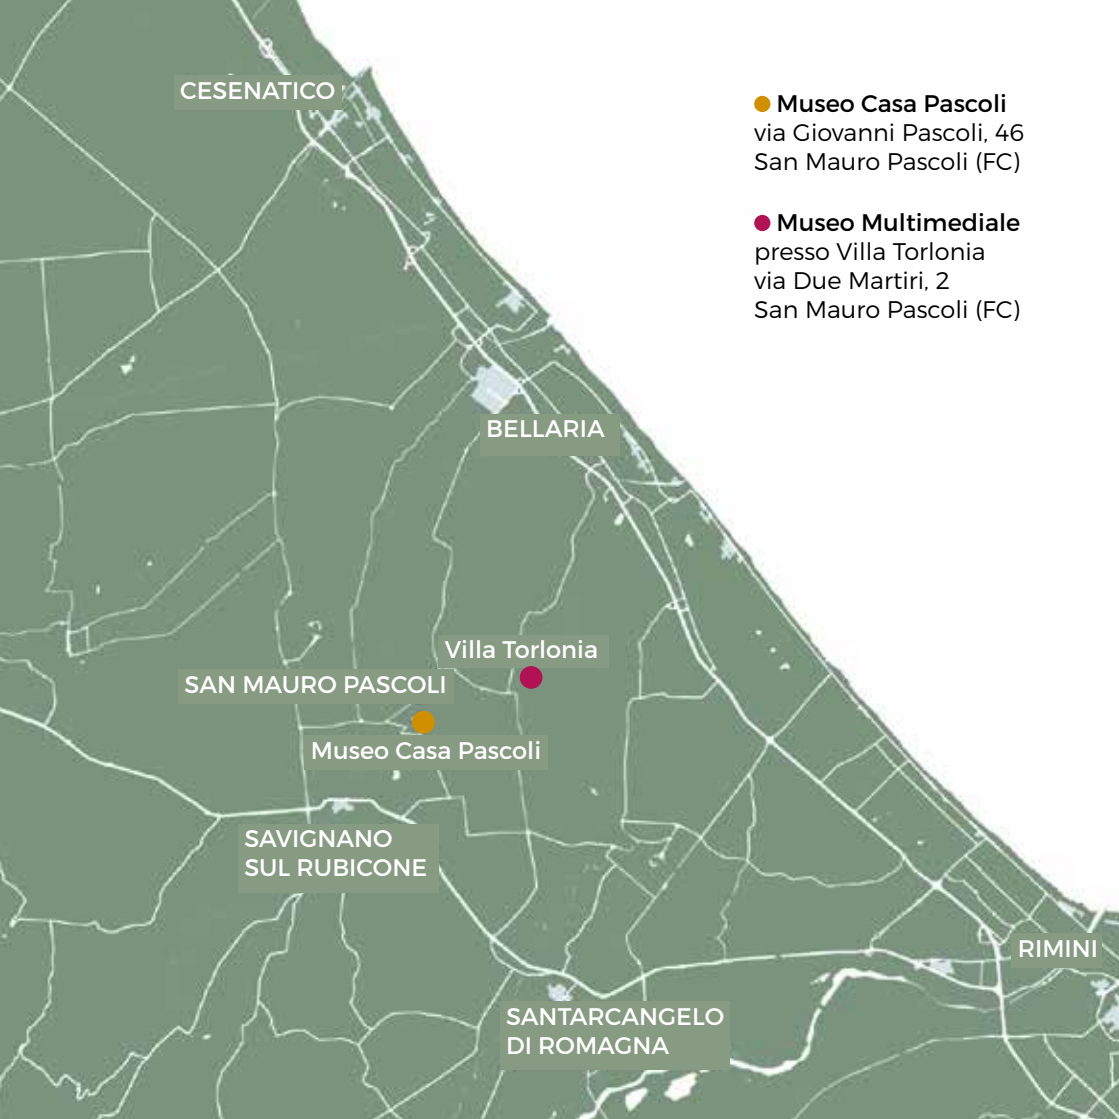 CESENATICO
Museo Casa Pascoli
via Giovanni Pascoli, 46
San Mauro Pascoli (FC)
Museo Multimediale
presso Villa Torlonia
via Due Martiri, 2
San Mauro Pascoli (FC)
BELLARIA
Villa Torlonia
SAN MAURO PASCOLI
Museo Casa Pascoli
SAVIGNANO
SUL RUBICONE
RIMINI
SANTARCANGELO
DI ROMAGNA